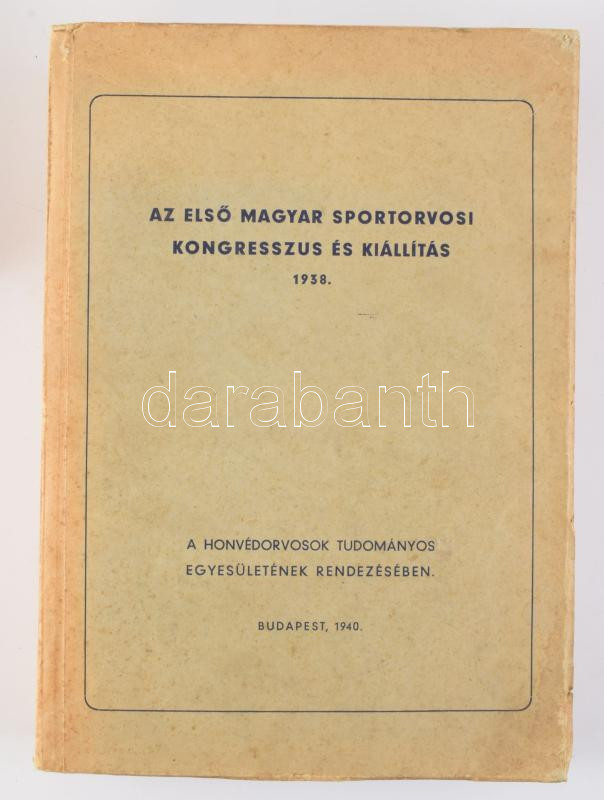 AZ ELSŐ MAGYAR SPORTORVOSI
KONGRESSZUS ÉS KIÁLLÍTÁS
1938.
darabanth
A HONVÉDORVOSOK TUDOMÁNYOS
EGYESÜLETÉNEK RENDEZÉSÉBEN.
BUDAPEST, 1940.